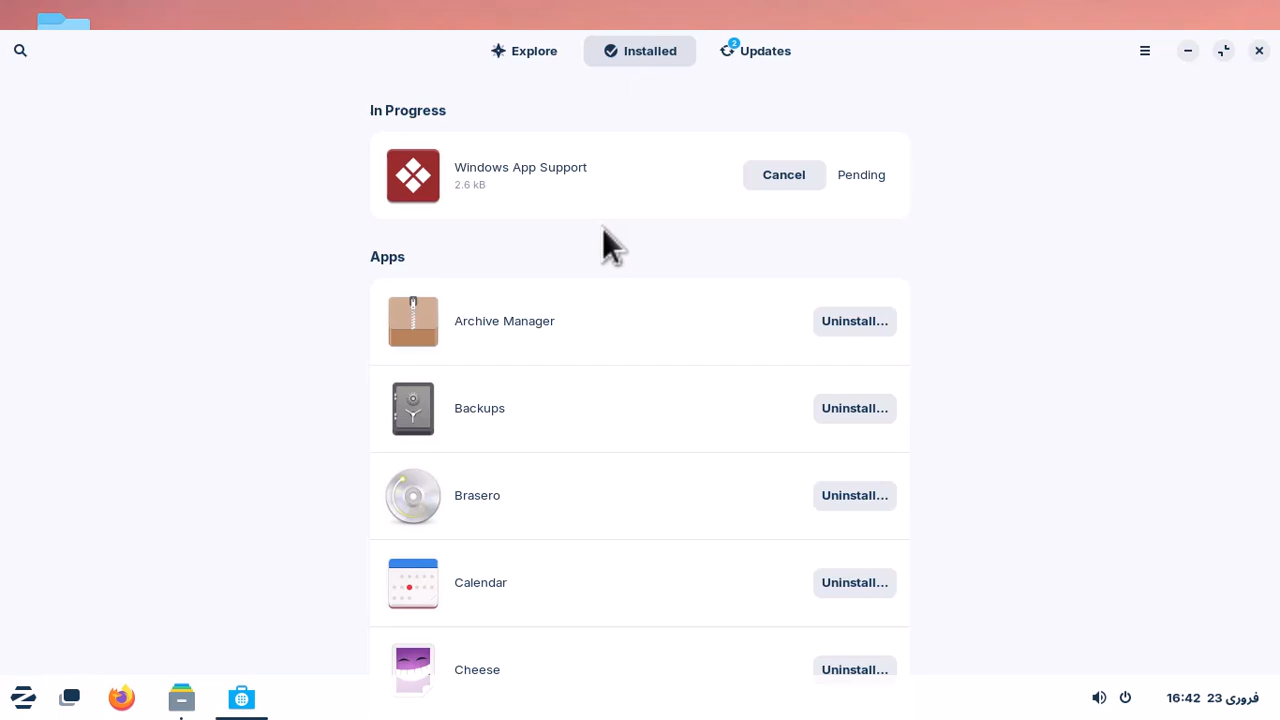 Explore
Installed
2
Updates
In Progress
Windows App Support
2.6 kB
Cancel
Pending
Apps
Archive Manager
Uninstall...
Backups
Uninstall...
Brasero
Uninstall...
Calendar
Uninstall...
Cheese
Uninstall...
16:42 23 فروری